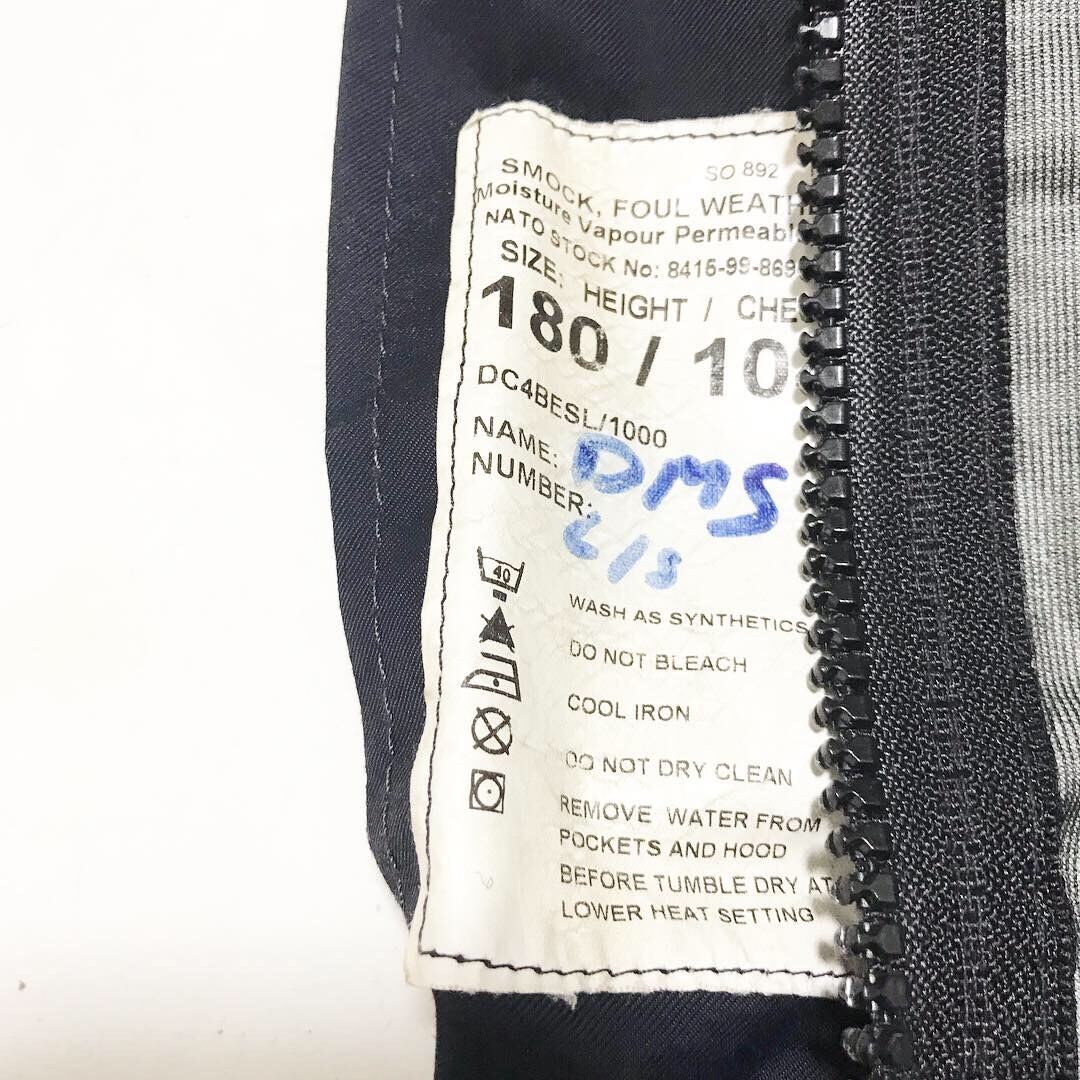 SO 892
SMOCK, FOUL WEATH
Moisture Vapour Permeabl
NATO STOCK No: 8415-99-869
SIZE: HEIGHT / CHE
180 / 10
DC4BESL/1000
NAME: DMS
NUMBER:
40
WASH AS SYNTHETICS
DO NOT BLEACH
COOL IRON
DO NOT DRY CLEAN
REMOVE WATER FROM
POCKETS AND HOOD
BEFORE TUMBLE DRY AT
LOWER HEAT SETTING